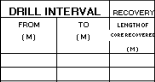 DRILL INTERVAL
RECOVERY
FROM
(M)
TO
(M)
LENGTH OF
CORE RECOVERED
(M)